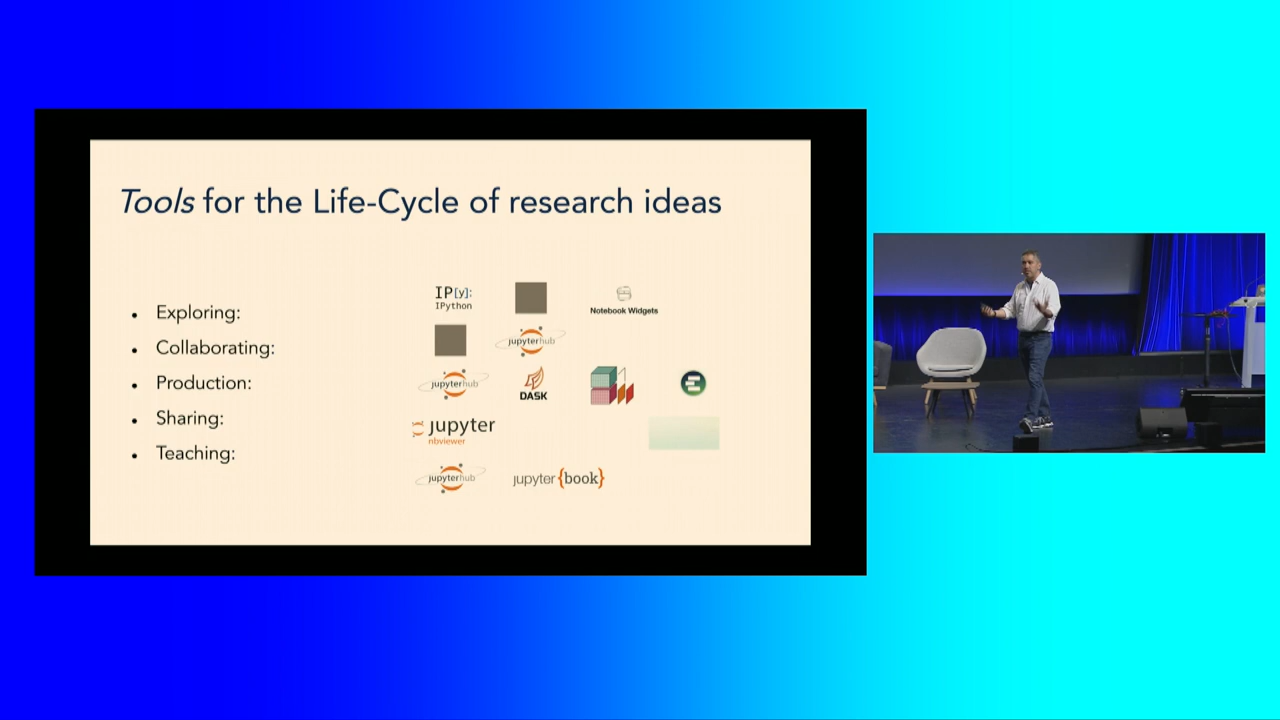 Tools for the Life-Cycle of research ideas
• Exploring:
IP[y]:
IPython
Notebook Widgets
• Collaborating:
jupyterhub
• Production:
jupyterhub
DASK
• Sharing:
jupyter
nbviewer
• Teaching:
jupyterhub
jupyter {book}